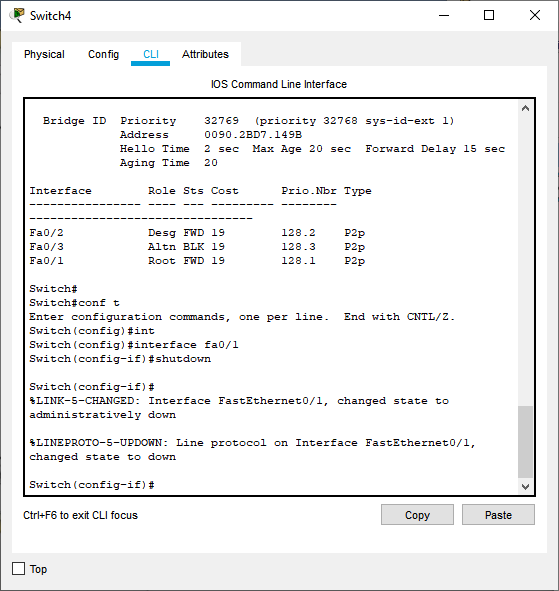 Switch4
Physical Config CLI Attributes
IOS Command Line Interface
Bridge ID  Priority    32769  (priority 32768 sys-id-ext 1)
Address     0090.2BD7.149B
Hello Time  2 sec  Max Age 20 sec  Forward Delay 15 sec
Aging Time  20
Interface        Role Sts Cost      Prio.Nbr Type
---------------- ---- --- --------- --------
--------------------------------
Fa0/2            Desg FWD 19        128.2    P2p
Fa0/3            Altn BLK 19        128.3    P2p
Fa0/1            Root FWD 19        128.1    P2p
Switch#
Switch#conf t
Enter configuration commands, one per line.  End with CNTL/Z.
Switch(config)#int
Switch(config)#interface fa0/1
Switch(config-if)#shutdown
Switch(config-if)#
%LINK-5-CHANGED: Interface FastEthernet0/1, changed state to
administratively down
%LINEPROTO-5-UPDOWN: Line protocol on Interface FastEthernet0/1,
changed state to down
Switch(config-if)#
Ctrl+F6 to exit CLI focus
Copy
Paste
Top